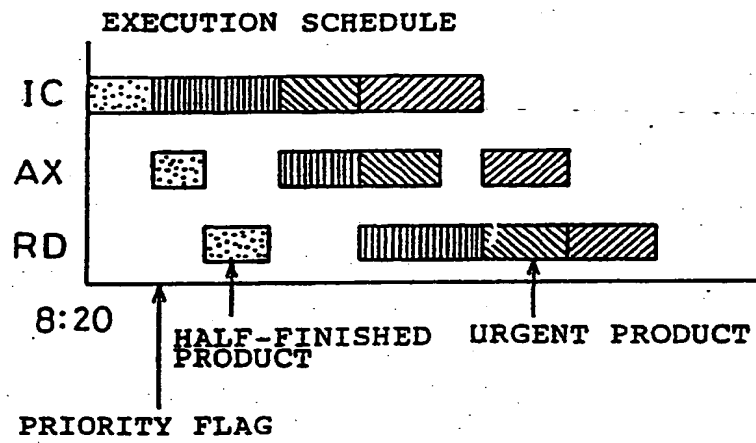 EXECUTION SCHEDULE
IC
AX
RD
8:20
HALF-FINISHED
PRODUCT
URGENT PRODUCT
PRIORITY FLAG